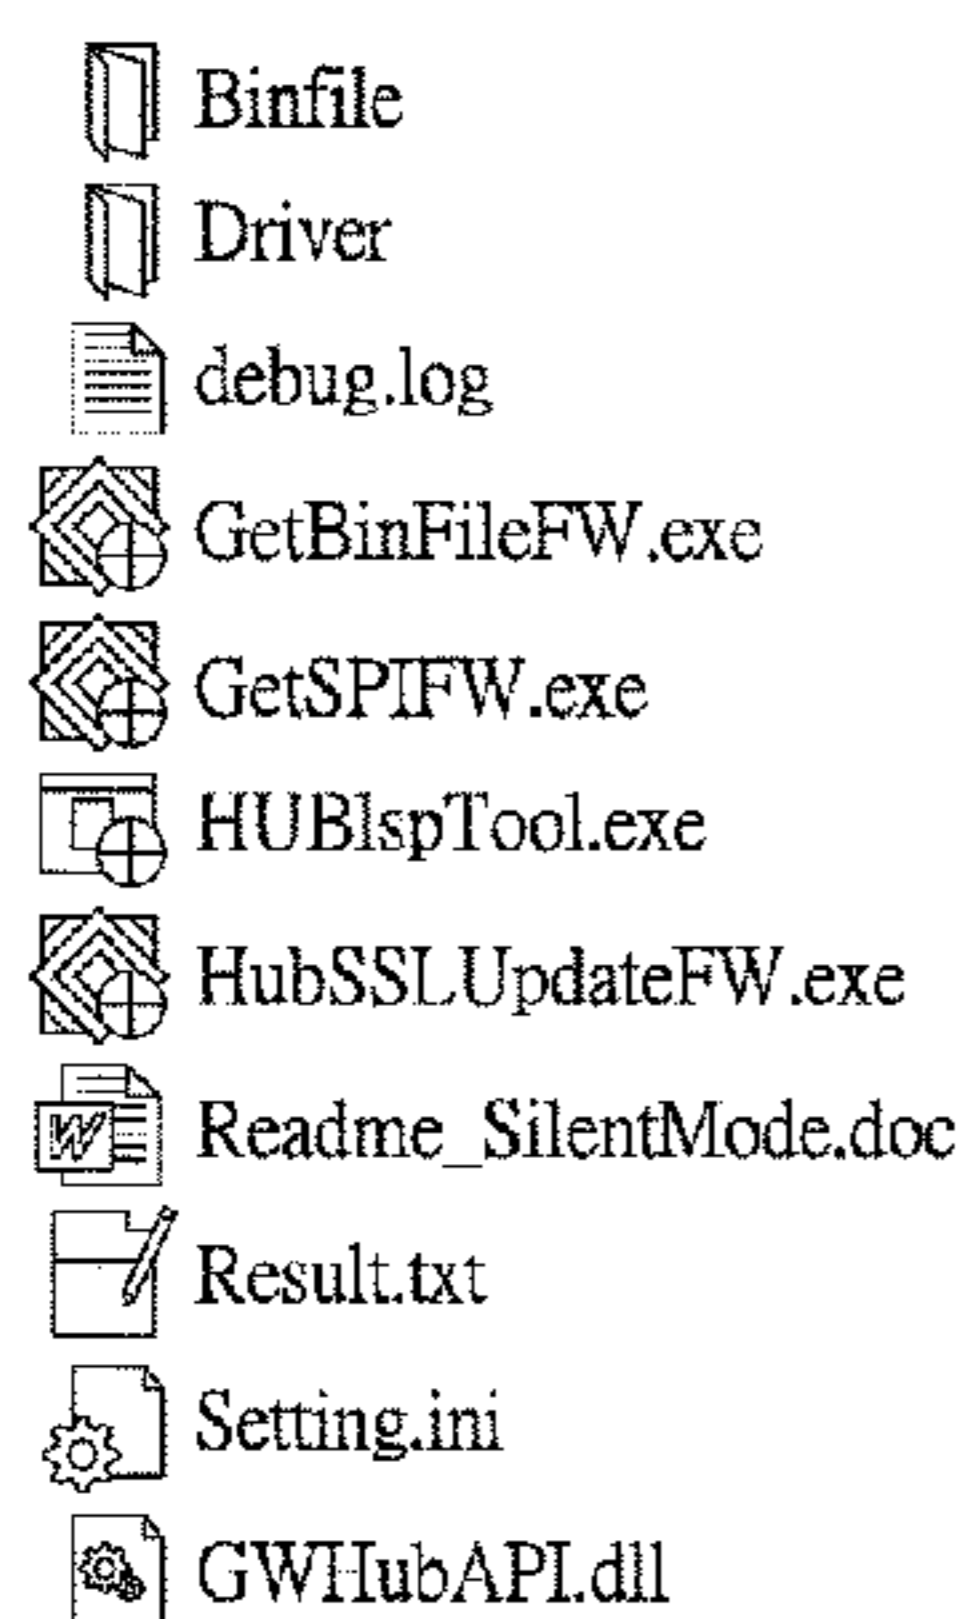 Binfile
Driver
debug.log
GetBinFileFW.exe
GetSPIFW.exe
HUBIspTool.exe
HubSSLUpdateFW.exe
Readme_SilentMode.doc
Result.txt
Setting.ini
GWHubAPI.dll